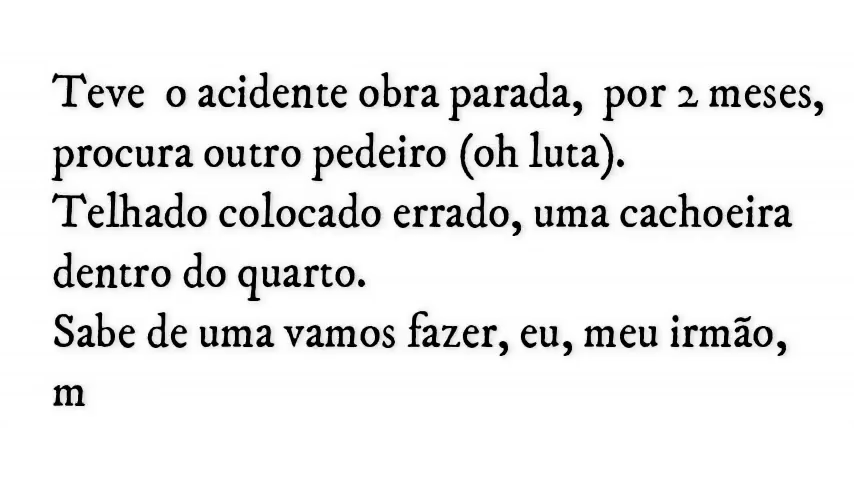 Teve o acidente obra parada, por 2 meses,
procura outro pedeiro (oh luta).
Telhado colocado errado, uma cachoeira
dentro do quarto.
Sabe de uma vamos fazer, eu, meu irmão,
m